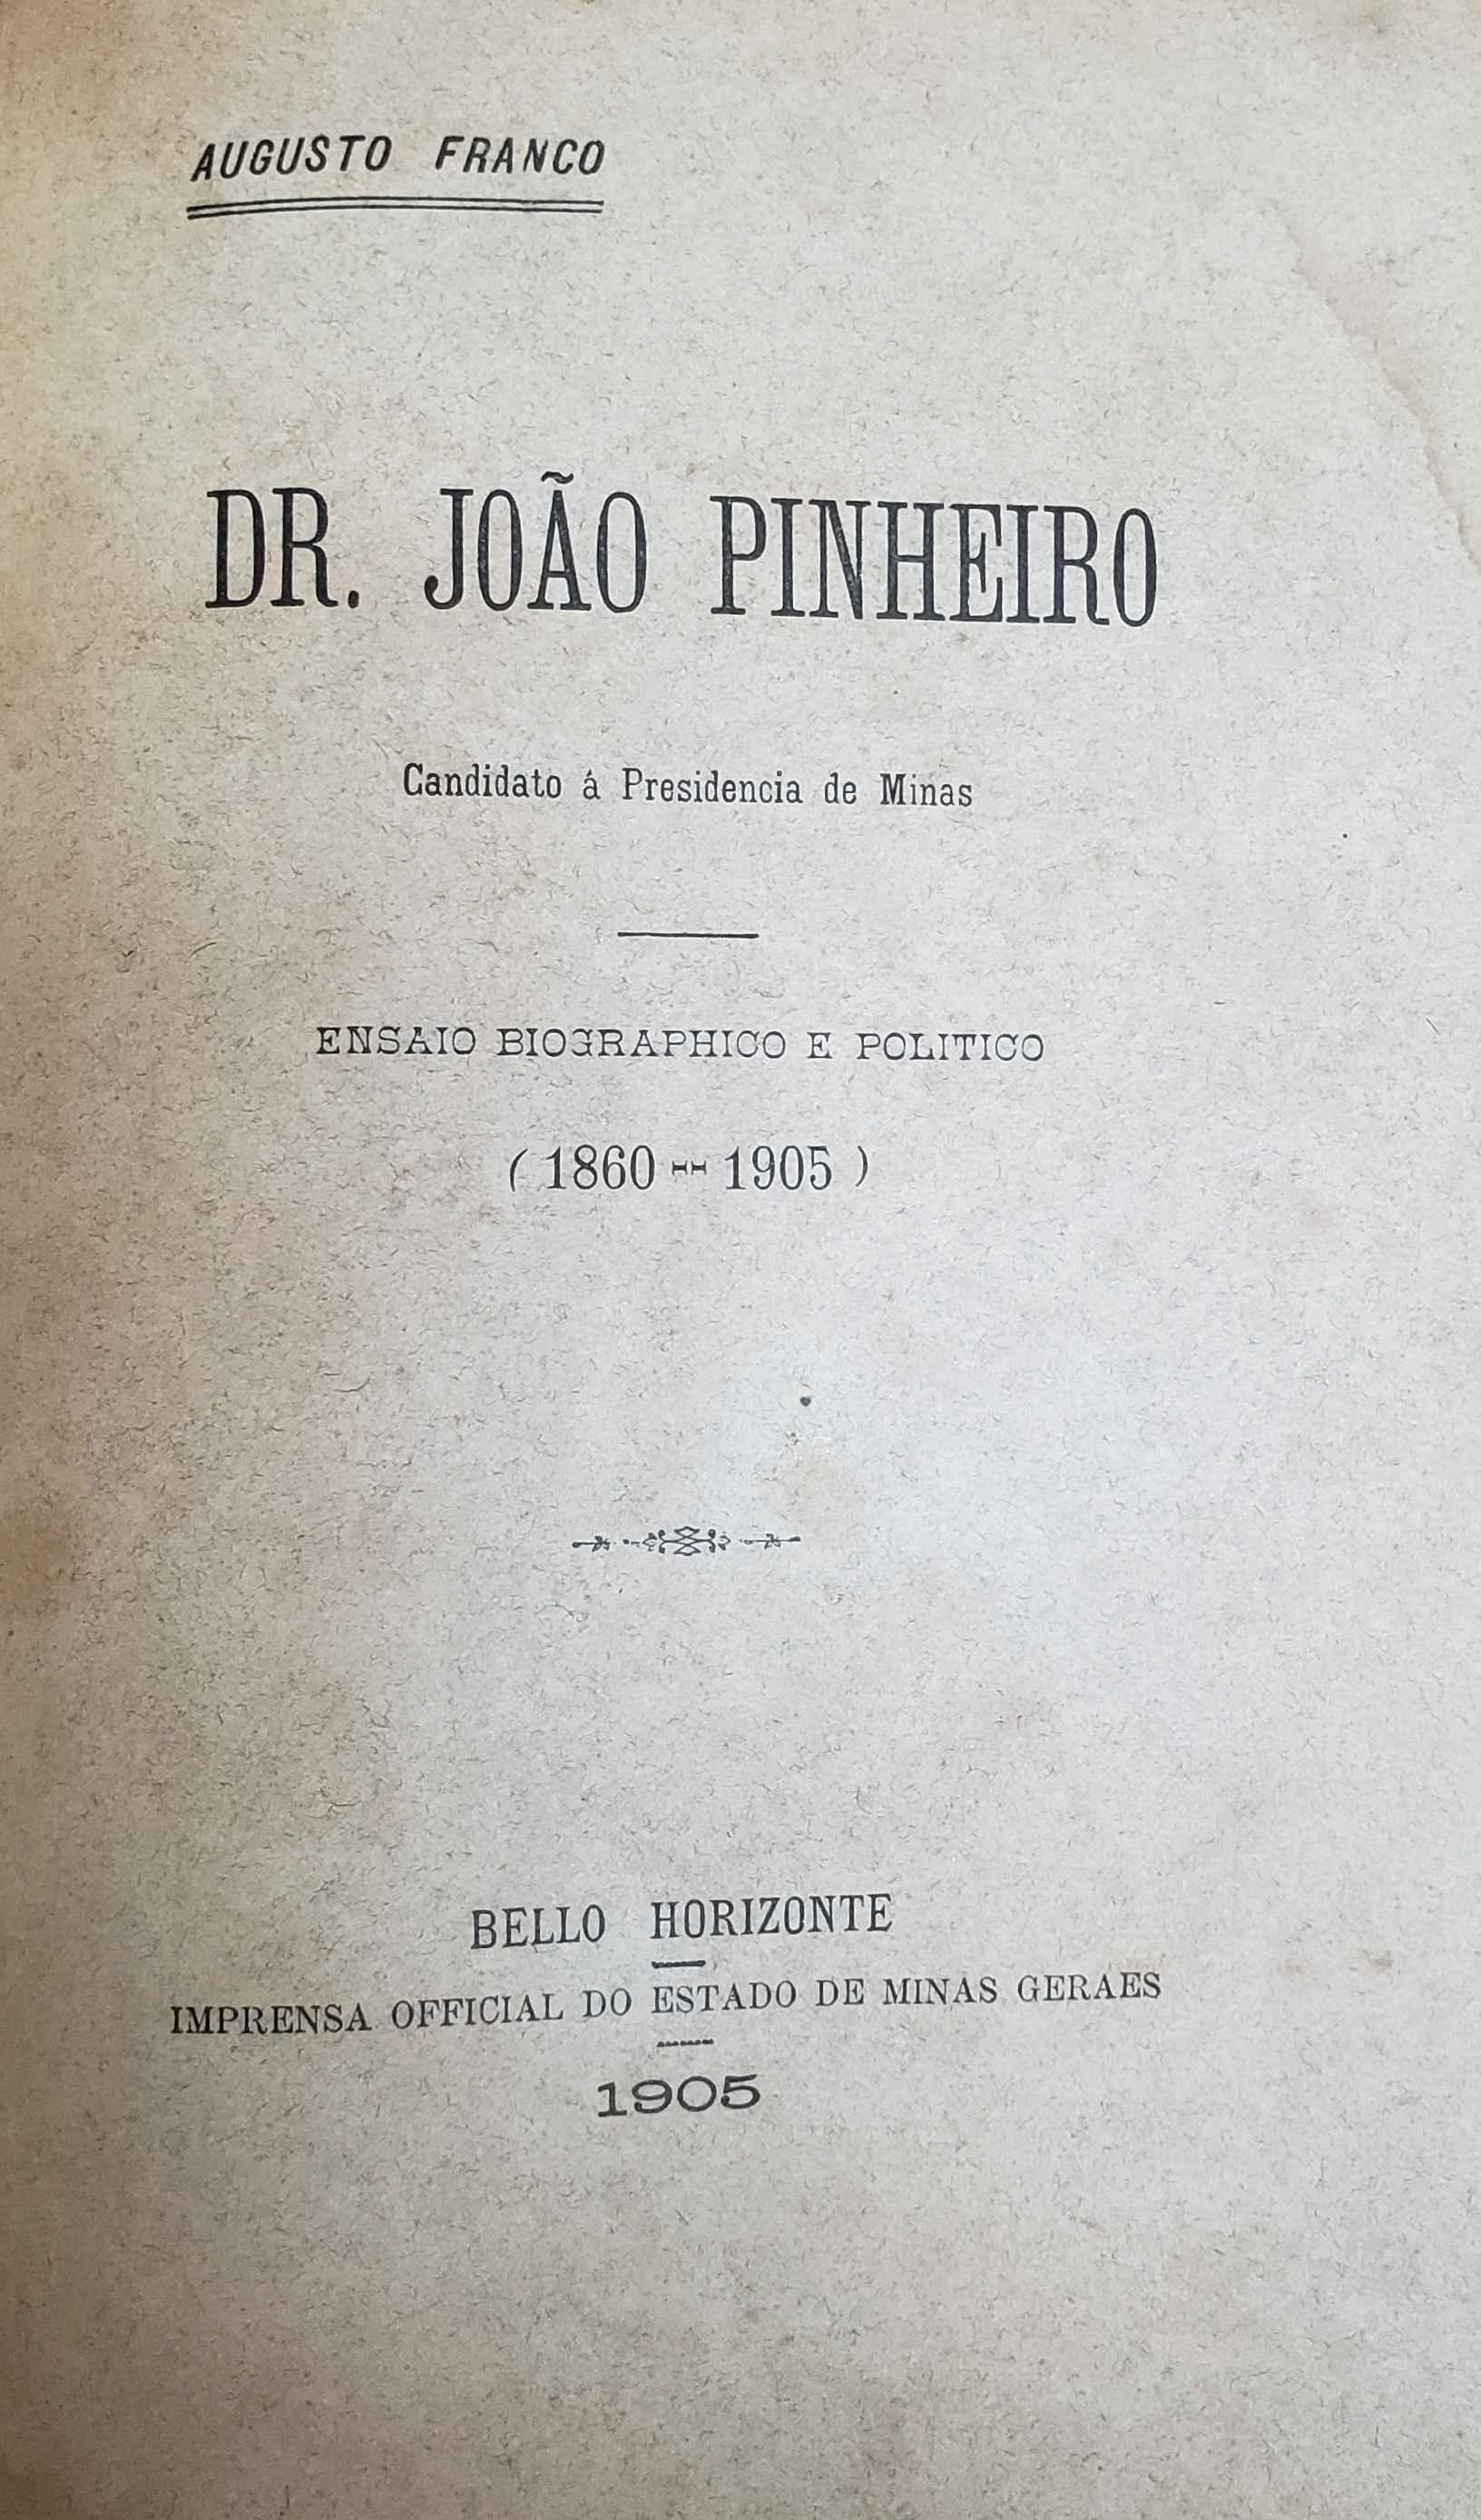 AUGUSTO FRANCO
DR. JOÃO PINHEIRO
Candidato á Presidencia de Minas
ENSAIO BIOGRAPHICO E POLITICO
( 1860 -- 1905 )
BELLO HORIZONTE
IMPRENSA OFFICIAL DO ESTADO DE MINAS GERAES
1905